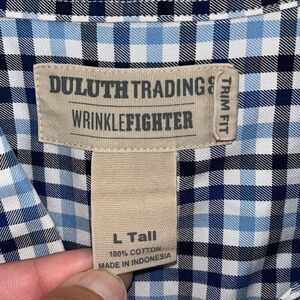 DULUTH TRADING
WRINKLEFIGHTER
TRIM FIT
L Tall
100% COTTON
MADE IN INDONESIA